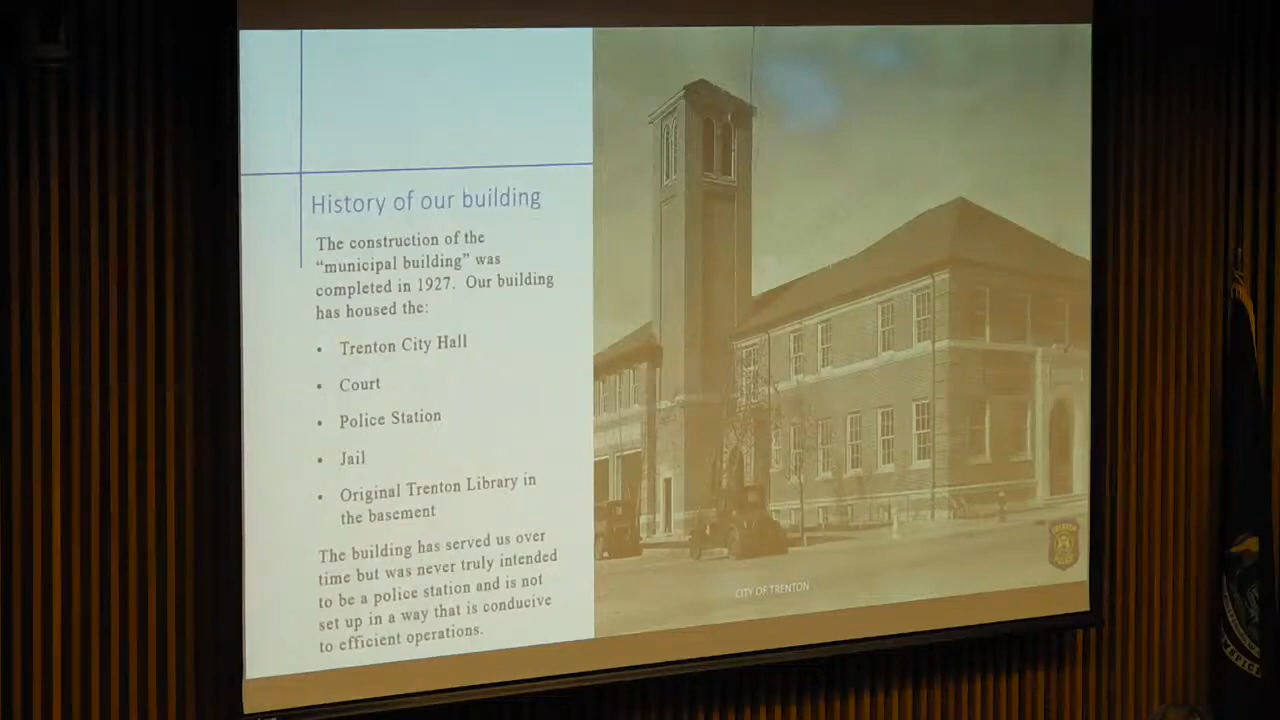 History of our building
The construction of the
“municipal building” was
completed in 1927. Our building
has housed the:
• Trenton City Hall
• Court
• Police Station
• Jail
• Original Trenton Library in
the basement
The building has served us over
time but was never truly intended
to be a police station and is not
set up in a way that is conducive
to efficient operations.
CITY OF TRENTON
TRENTON
POLICE